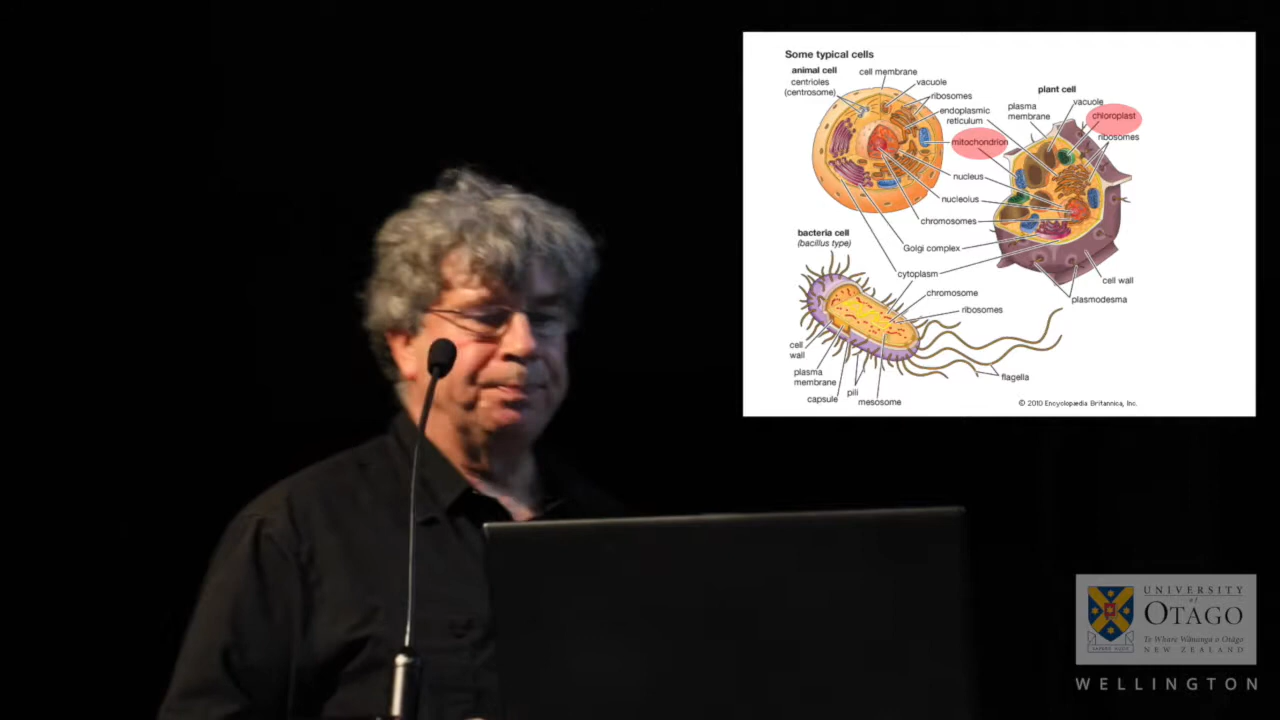 Some typical cells
animal cell
centrioles
(centrosome)
cell membrane
vacuole
ribosomes
endoplasmic
reticulum
mitochondrion
nucleus
nucleolus
chromosomes
Golgi complex
cytoplasm
plant cell
plasma
membrane
vacuole
chloroplast
ribosomes
cell wall
plasmodesma
bacteria cell
(bacillus type)
chromosome
ribosomes
flagella
cell
wall
plasma
membrane
capsule
pili
mesosome
© 2010 Encyclopædia Britannica, Inc.
UNIVERSITY
of
OTAGO
Te Whare Wānanga o Otāgo
NEW ZEALAND
SAPERE AUDE
WELLINGTON